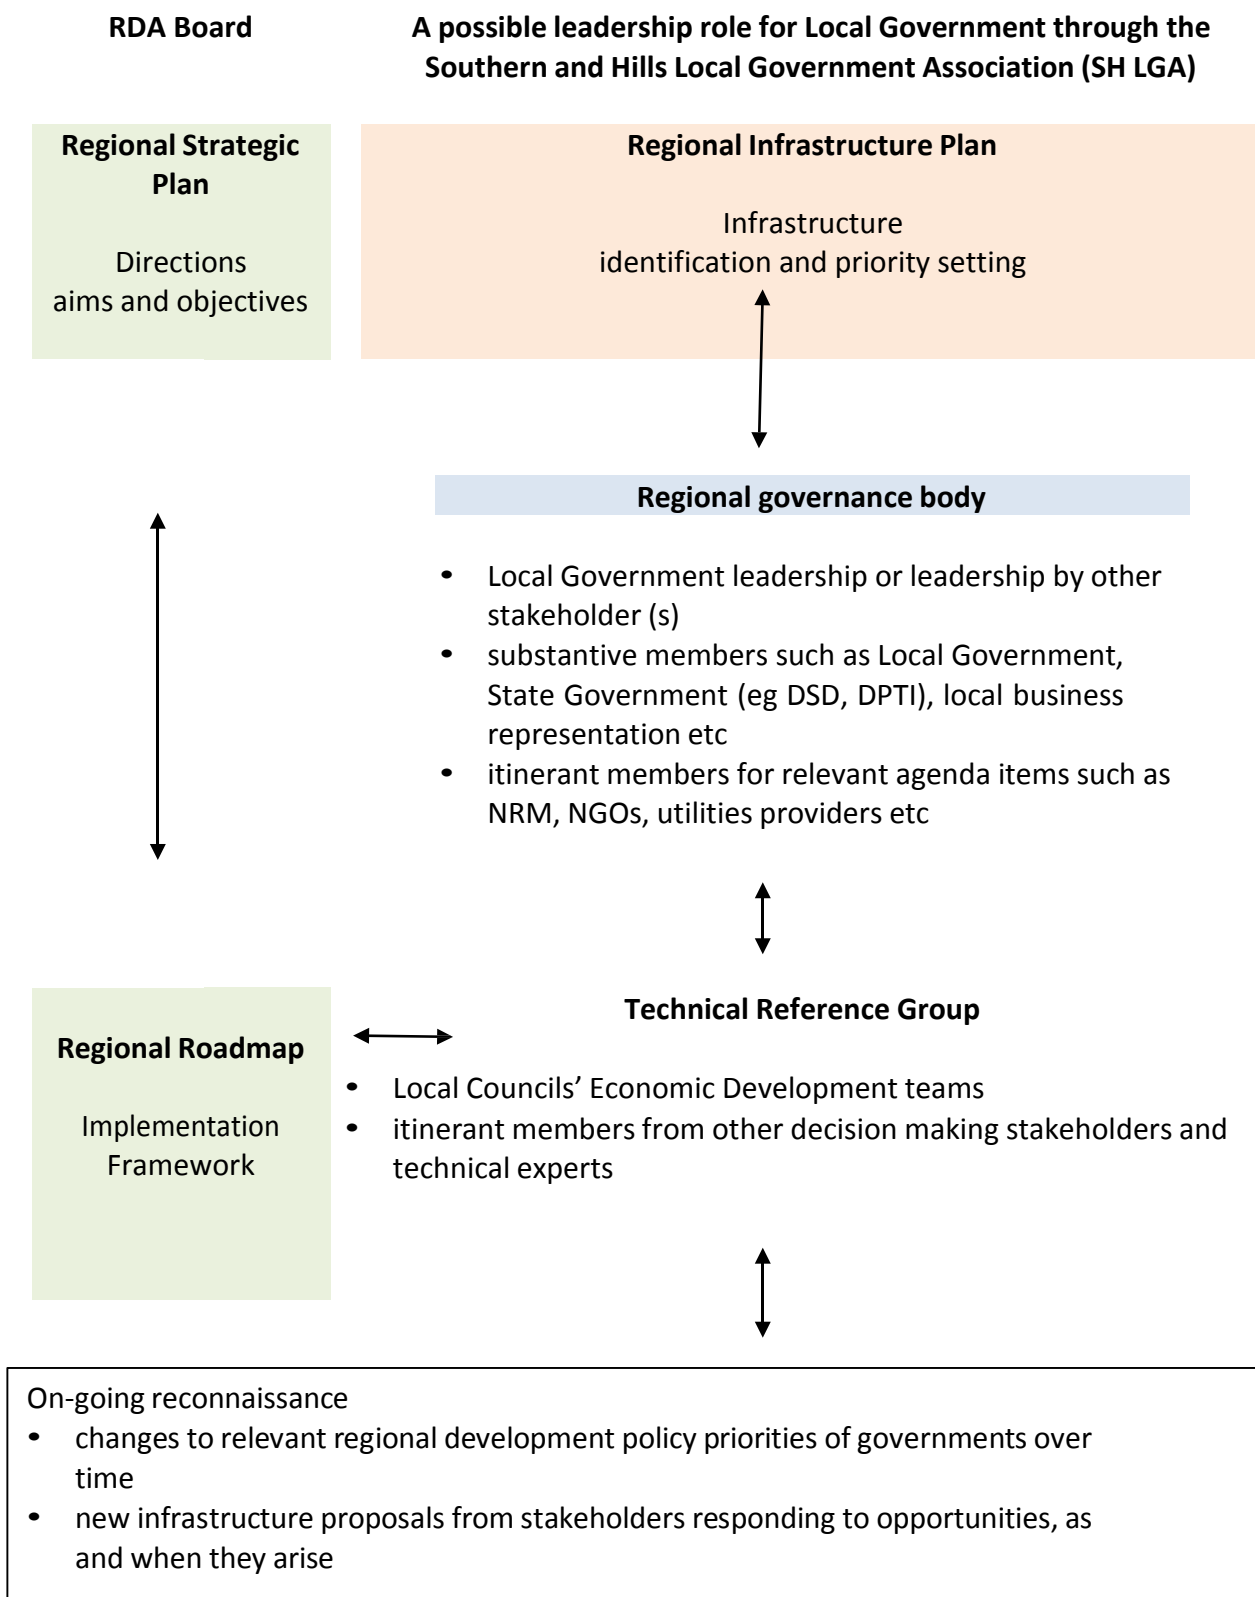 RDA Board
A possible leadership role for Local Government through the
Southern and Hills Local Government Association (SH LGA)
Regional Strategic
Plan
Directions
aims and objectives
Regional Infrastructure Plan
Infrastructure
identification and priority setting
Regional governance body
• Local Government leadership or leadership by other
stakeholder (s)
• substantive members such as Local Government,
State Government (eg DSD, DPTI), local business
representation etc
• itinerant members for relevant agenda items such as
NRM, NGOs, utilities providers etc
Regional Roadmap
Implementation
Framework
Technical Reference Group
• Local Councils’ Economic Development teams
• itinerant members from other decision making stakeholders and
technical experts
On-going reconnaissance
• changes to relevant regional development policy priorities of governments over
time
• new infrastructure proposals from stakeholders responding to opportunities, as
and when they arise